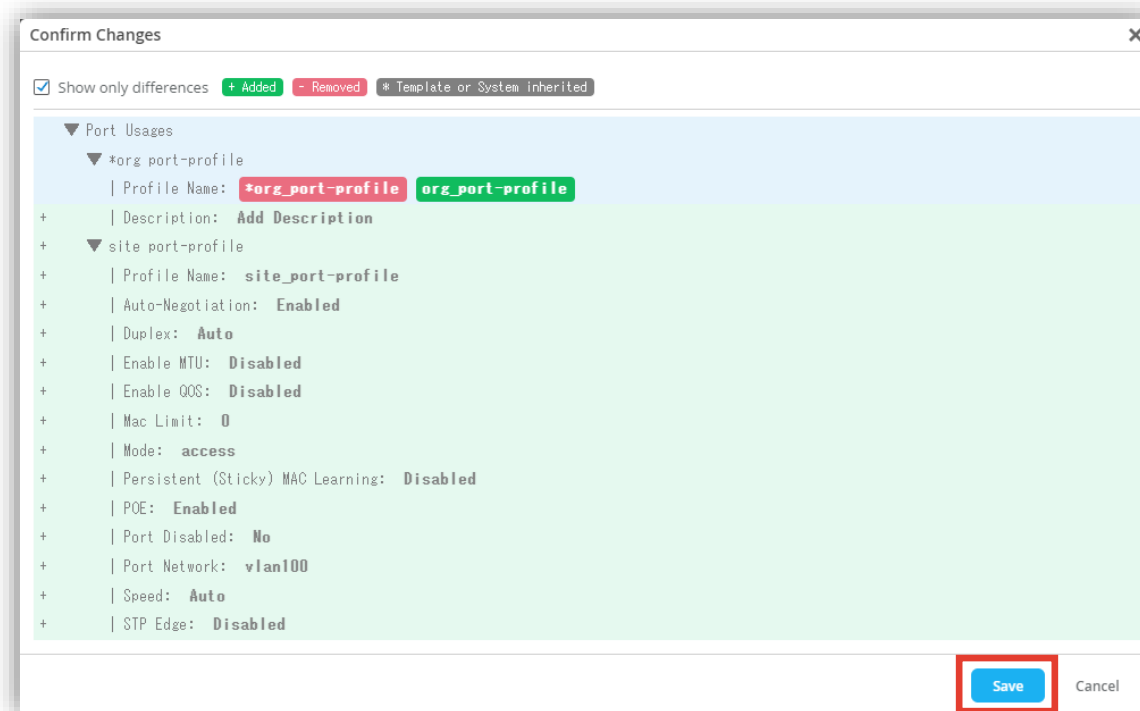 Confirm Changes ×
Show only differences + Added - Removed * Template or System inherited
▼ Port Usages
▼ *org port-profile
| Profile Name: *org_port-profile org_port-profile
+ | Description: Add Description
+ ▼ site port-profile
+ | Profile Name: site_port-profile
+ | Auto-Negotiation: Enabled
+ | Duplex: Auto
+ | Enable MTU: Disabled
+ | Enable QOS: Disabled
+ | Mac Limit: 0
+ | Mode: access
+ | Persistent (Sticky) MAC Learning: Disabled
+ | POE: Enabled
+ | Port Disabled: No
+ | Port Network: vlan100
+ | Speed: Auto
+ | STP Edge: Disabled
Save Cancel